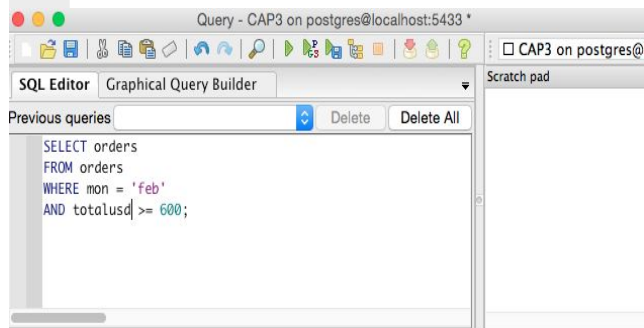 Query - CAP3 on postgres@localhost:5433 *
CAP3 on postgres@
SQL Editor Graphical Query Builder
Scratch pad
Previous queries Delete Delete All
SELECT orders
FROM orders
WHERE mon = 'feb'
AND totalusd >= 600;